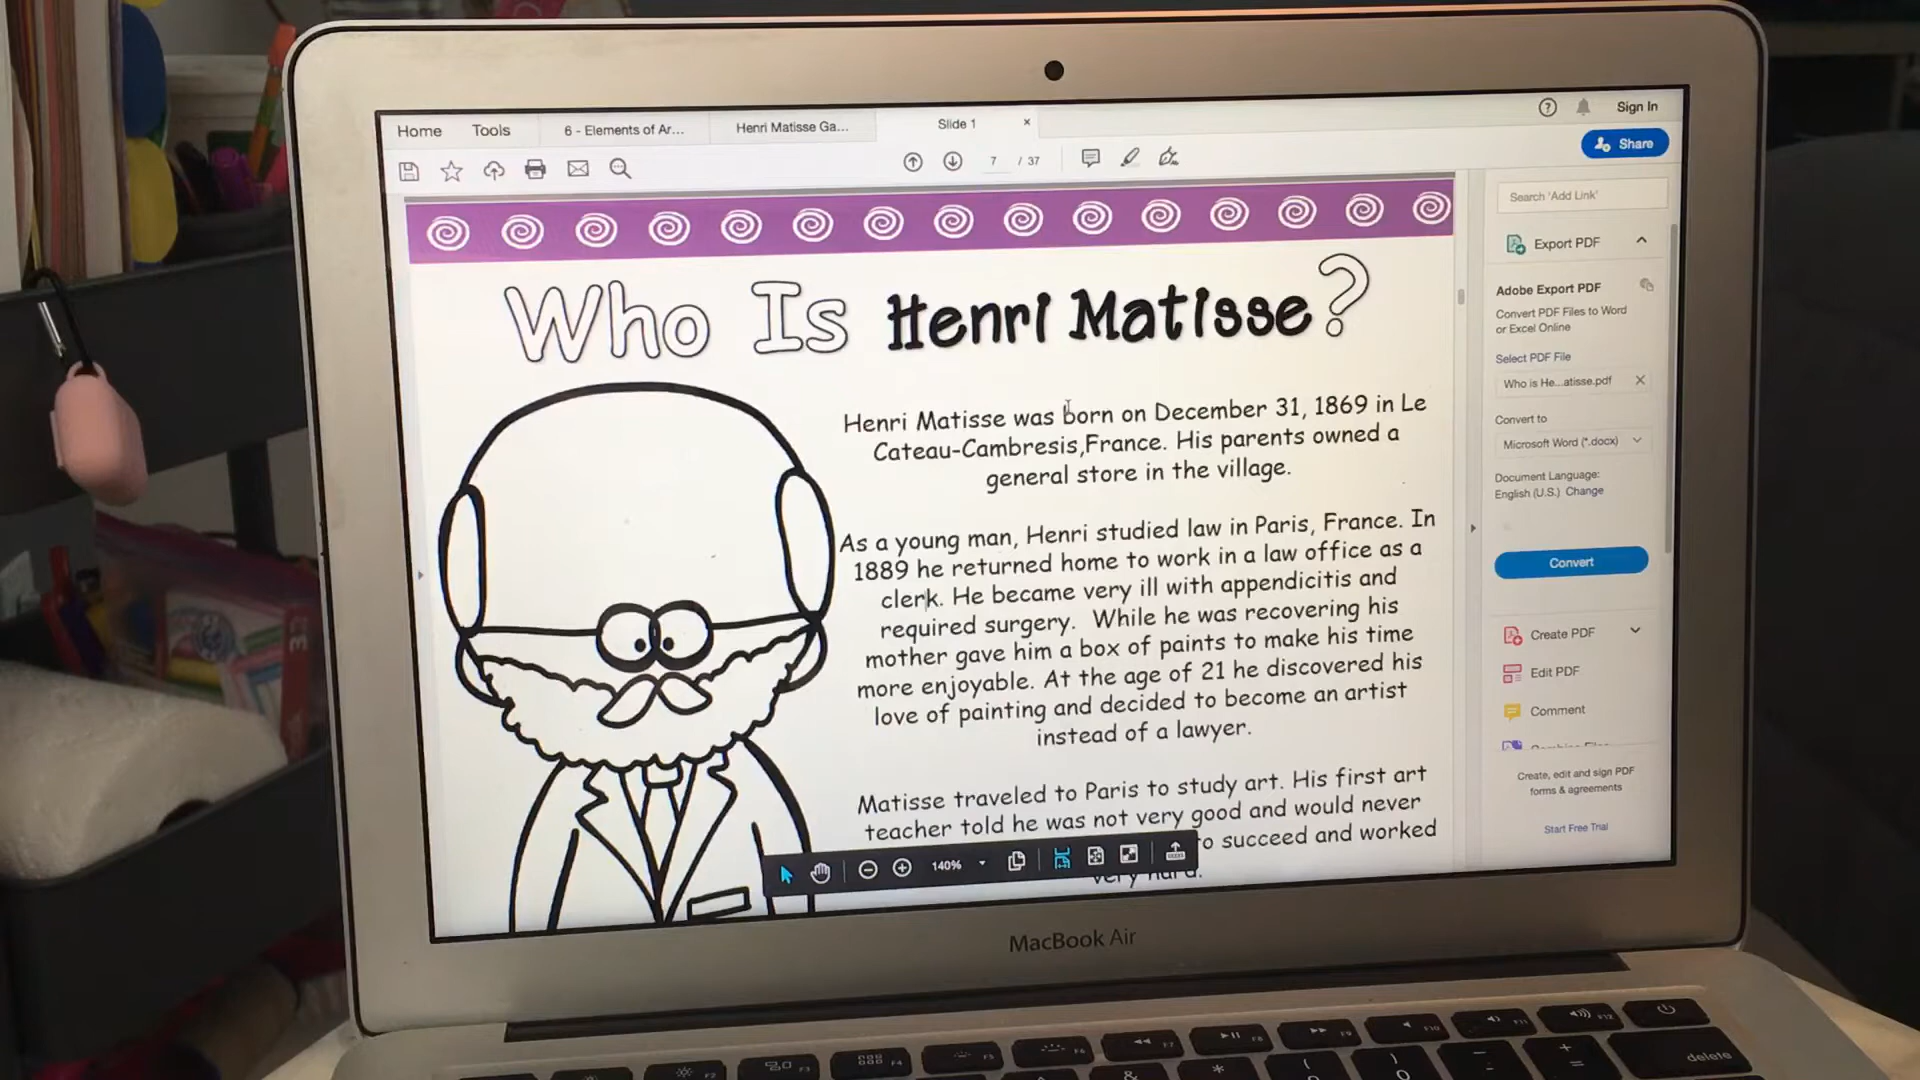 Home Tools 6 - Elements of Ar... Henri Matisse Ga... Slide 1 ×
Sign In
7 / 37
Share
Who Is Henri Matisse?
Henri Matisse was born on December 31, 1869 in Le
Cateau-Cambresis,France. His parents owned a
general store in the village.
As a young man, Henri studied law in Paris, France. In
1889 he returned home to work in a law office as a
clerk. He became very ill with appendicitis and
required surgery. While he was recovering his
mother gave him a box of paints to make his time
more enjoyable. At the age of 21 he discovered his
love of painting and decided to become an artist
instead of a lawyer.
Matisse traveled to Paris to study art. His first art
teacher told he was not very good and would never
to succeed and worked
very hard.
140%
Search 'Add Link'
Export PDF
Adobe Export PDF
Convert PDF Files to Word
or Excel Online
Select PDF File
Who is He...atisse.pdf ×
Convert to
Microsoft Word (*.docx)
Document Language:
English (U.S.) Change
Convert
Create PDF
Edit PDF
Comment
Create, edit and sign PDF
forms & agreements
Start Free Trial
MacBook Air
delete